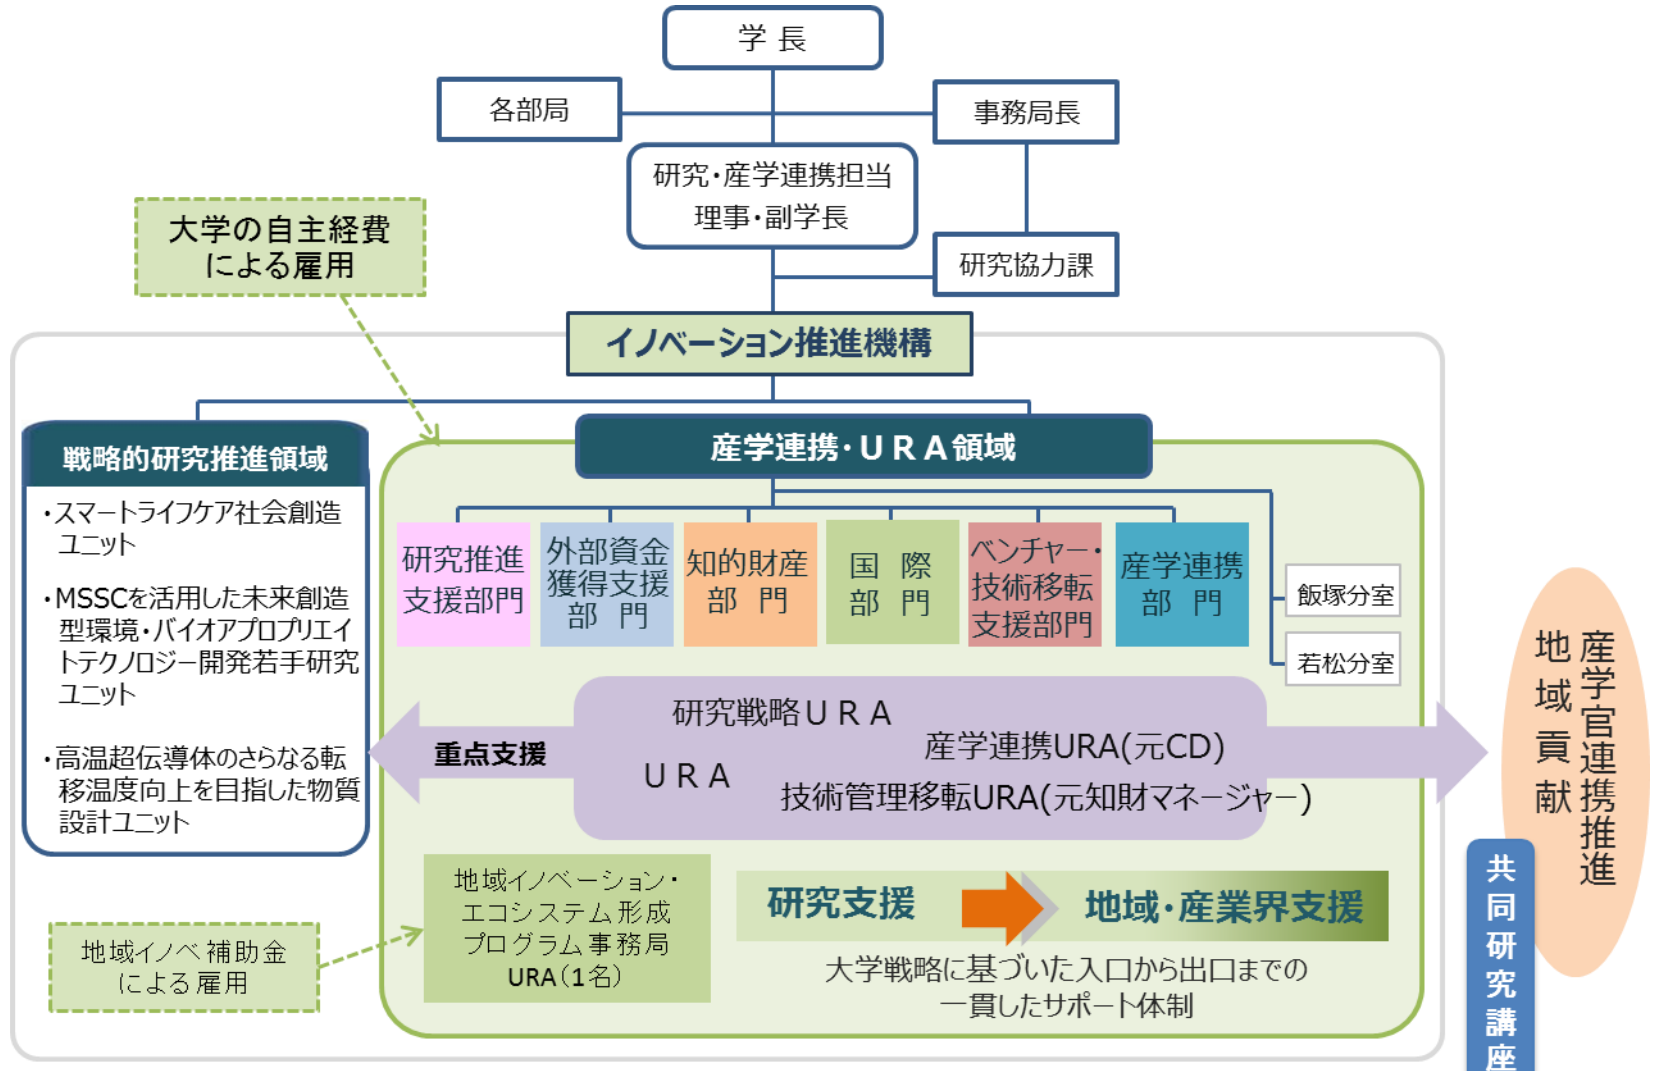 学 長
各部局
事務局長
研究・産学連携担当
理事・副学長
研究協力課
大学の自主経費
による雇用
イノベーション推進機構
戦略的研究推進領域
・スマートライフケア社会創造
ユニット
・MSSCを活用した未来創造
型環境・バイオアプロプリエイ
トテクノロジー開発若手研究
ユニット
・高温超伝導体のさらなる転
移温度向上を目指した物質
設計ユニット
産学連携・ＵＲＡ領域
研究推進
支援部門
外部資金
獲得支援
部　門
知的財産
部　門
国　際
部　門
ベンチャー・
技術移転
支援部門
産学連携
部　門
飯塚分室
若松分室
重点支援
研究戦略ＵＲＡ
産学連携URA(元CD)
ＵＲＡ
技術管理移転URA(元知財マネージャー)
地域イノベーション・
エコシステム形成
プログラム事務局
URA（1名）
地域イノベ補助金
による雇用
研究支援
地域・産業界支援
大学戦略に基づいた入口から出口までの
一貫したサポート体制
産学官連携推進
地域貢献
共同研究講座